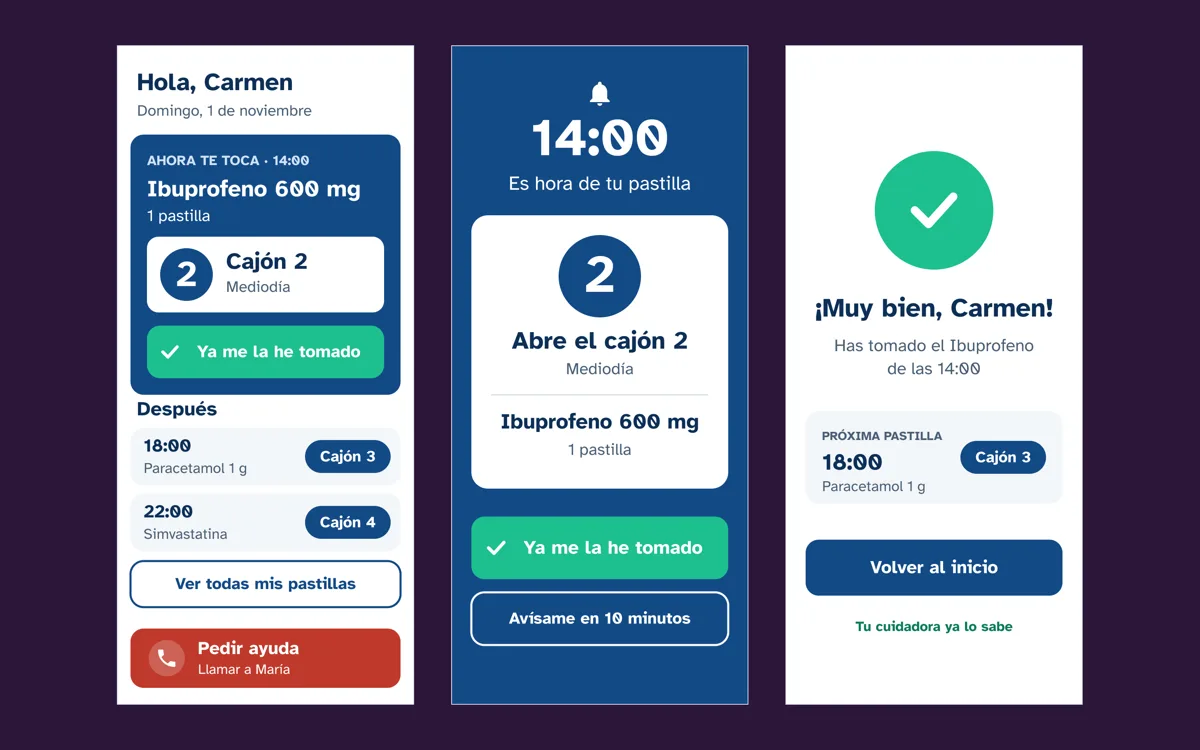 Hola, Carmen
Domingo, 1 de noviembre
AHORA TE TOCA · 14:00
Ibuprofeno 600 mg
1 pastilla
2
Cajón 2
Mediodía
Ya me la he tomado
Después
18:00
Paracetamol 1 g
Cajón 3
22:00
Simvastatina
Cajón 4
Ver todas mis pastillas
Pedir ayuda
Llamar a María
14:00
Es hora de tu pastilla
2
Abre el cajón 2
Mediodía
Ibuprofeno 600 mg
1 pastilla
Ya me la he tomado
Avísame en 10 minutos
¡Muy bien, Carmen!
Has tomado el Ibuprofeno
de las 14:00
PRÓXIMA PASTILLA
18:00
Paracetamol 1 g
Cajón 3
Volver al inicio
Tu cuidadora ya lo sabe